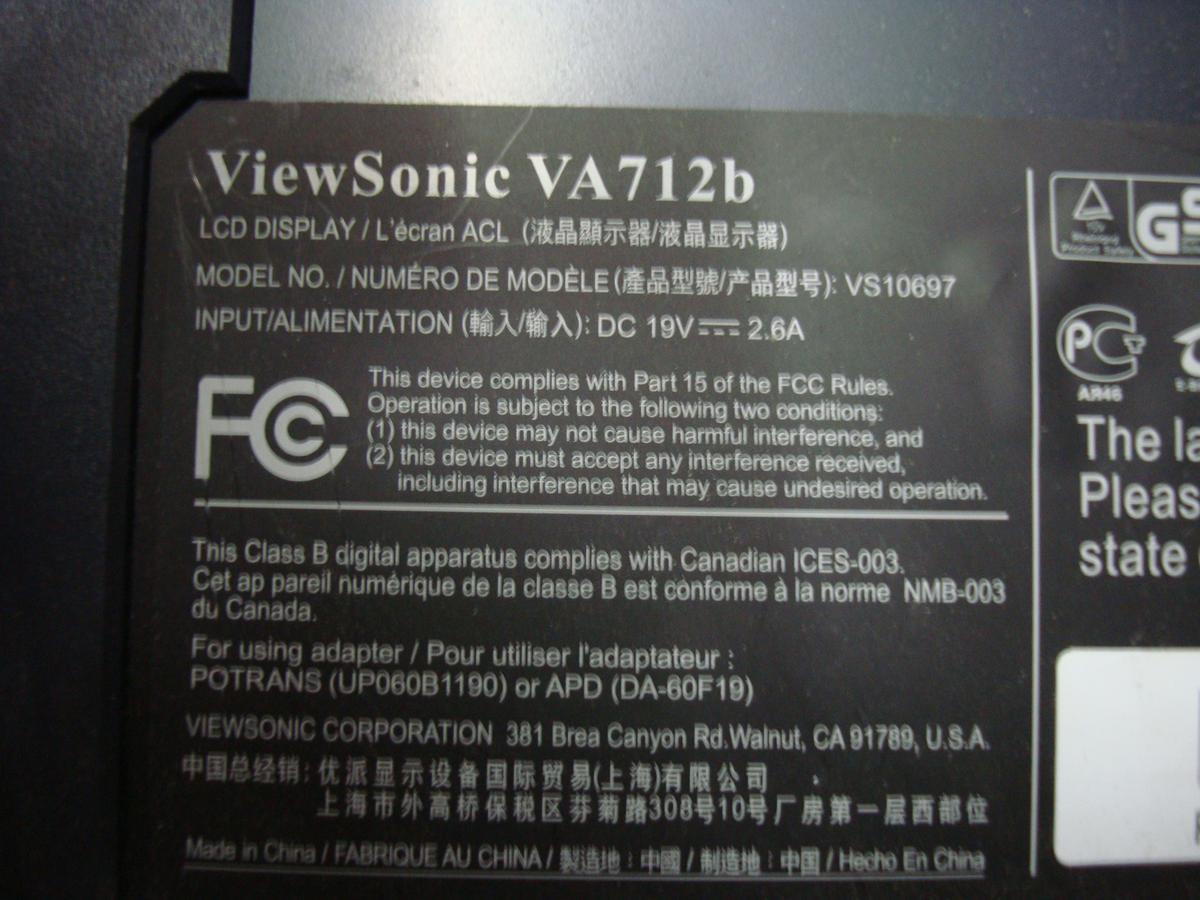 ViewSonic VA712b
LCD DISPLAY / L'écran ACL (液晶顯示器/液晶显示器)
MODEL NO. / NUMÉRO DE MODÈLE (產品型號/产品型号): VS10697
INPUT/ALIMENTATION (輸入/输入): DC 19V 2.6A
FCC
This device complies with Part 15 of the FCC Rules.
Operation is subject to the following two conditions:
(1) this device may not cause harmful interference, and
(2) this device must accept any interference received,
including interference that may cause undesired operation.
This Class B digital apparatus complies with Canadian ICES-003.
Cet ap pareil numérique de la classe B est conforme à la norme NMB-003
du Canada.
For using adapter / Pour utiliser l'adaptateur :
POTRANS (UP060B1190) or APD (DA-60F19)
VIEWSONIC CORPORATION 381 Brea Canyon Rd.Walnut, CA 91789, U.S.A.
中国总经销: 优派显示设备国际贸易(上海)有限公司
上海市外高桥保税区芬菊路308号10号厂房第一层西部位
Made in China / FABRIQUE AU CHINA / 製造地：中國 / 制造地：中国 / Hecho En China
GS
PC
AR46
The la
Pleas
state